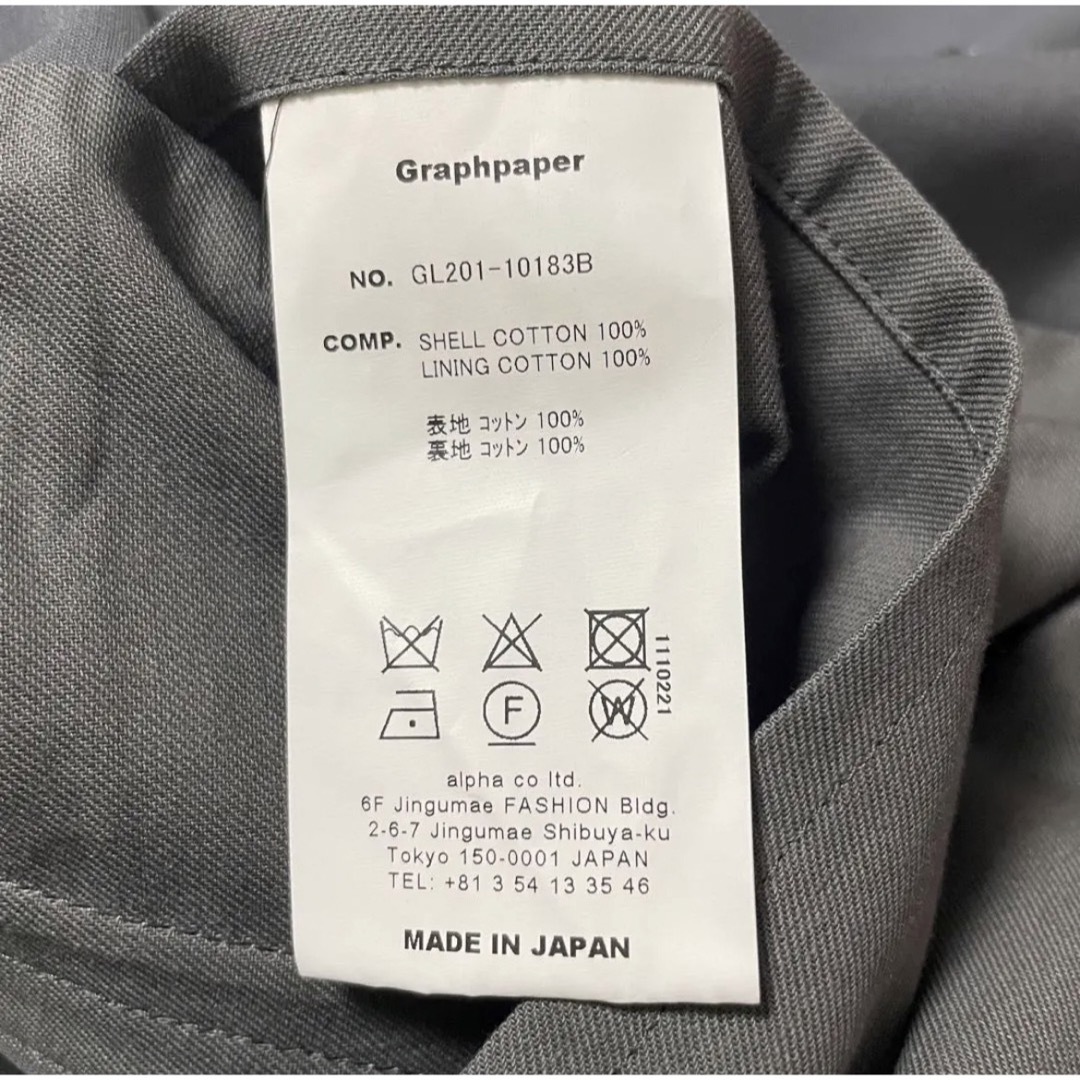 Graphpaper
NO. GL201-10183B
COMP. SHELL COTTON 100%
LINING COTTON 100%
表地 コットン 100%
裏地 コットン 100%
1110221
F
W
alpha co ltd.
6F Jingumae FASHION Bldg.
2-6-7 Jingumae Shibuya-ku
Tokyo 150-0001 JAPAN
TEL: +81 3 54 13 35 46
MADE IN JAPAN